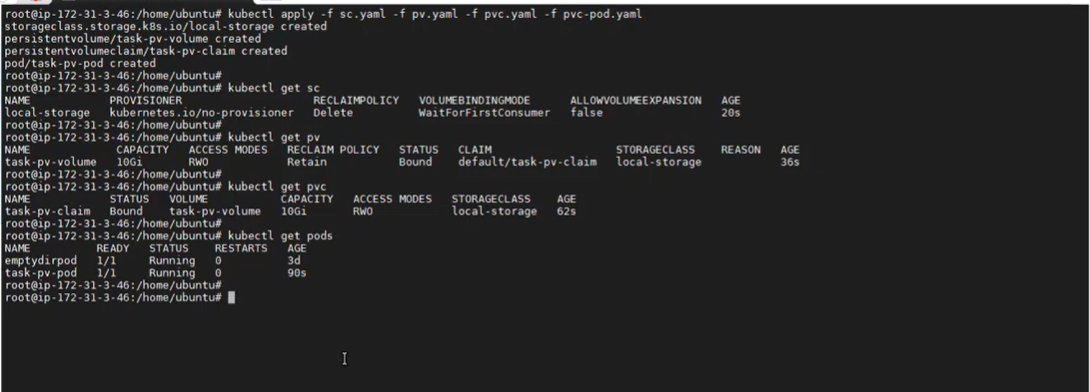 root@ip-172-31-3-46:/home/ubuntu# kubectl apply -f sc.yaml -f pv.yaml -f pvc.yaml -f pvc-pod.yaml
storageclass.storage.k8s.io/local-storage created
persistentvolume/task-pv-volume created
persistentvolumeclaim/task-pv-claim created
pod/task-pv-pod created
root@ip-172-31-3-46:/home/ubuntu#
root@ip-172-31-3-46:/home/ubuntu# kubectl get sc
NAME            PROVISIONER                    RECLAIMPOLICY   VOLUMEBINDINGMODE      ALLOWVOLUMEEXPANSION   AGE
local-storage   kubernetes.io/no-provisioner   Delete          WaitForFirstConsumer   false                  20s
root@ip-172-31-3-46:/home/ubuntu#
root@ip-172-31-3-46:/home/ubuntu# kubectl get pv
NAME             CAPACITY   ACCESS MODES   RECLAIM POLICY   STATUS   CLAIM                   STORAGECLASS    REASON   AGE
task-pv-volume   10Gi       RWO            Retain           Bound    default/task-pv-claim   local-storage            36s
root@ip-172-31-3-46:/home/ubuntu#
root@ip-172-31-3-46:/home/ubuntu# kubectl get pvc
NAME            STATUS   VOLUME           CAPACITY   ACCESS MODES   STORAGECLASS    AGE
task-pv-claim   Bound    task-pv-volume   10Gi       RWO            local-storage   62s
root@ip-172-31-3-46:/home/ubuntu#
root@ip-172-31-3-46:/home/ubuntu# kubectl get pods
NAME          READY   STATUS    RESTARTS   AGE
emptydirpod   1/1     Running   0          3d
task-pv-pod   1/1     Running   0          90s
root@ip-172-31-3-46:/home/ubuntu#
root@ip-172-31-3-46:/home/ubuntu#